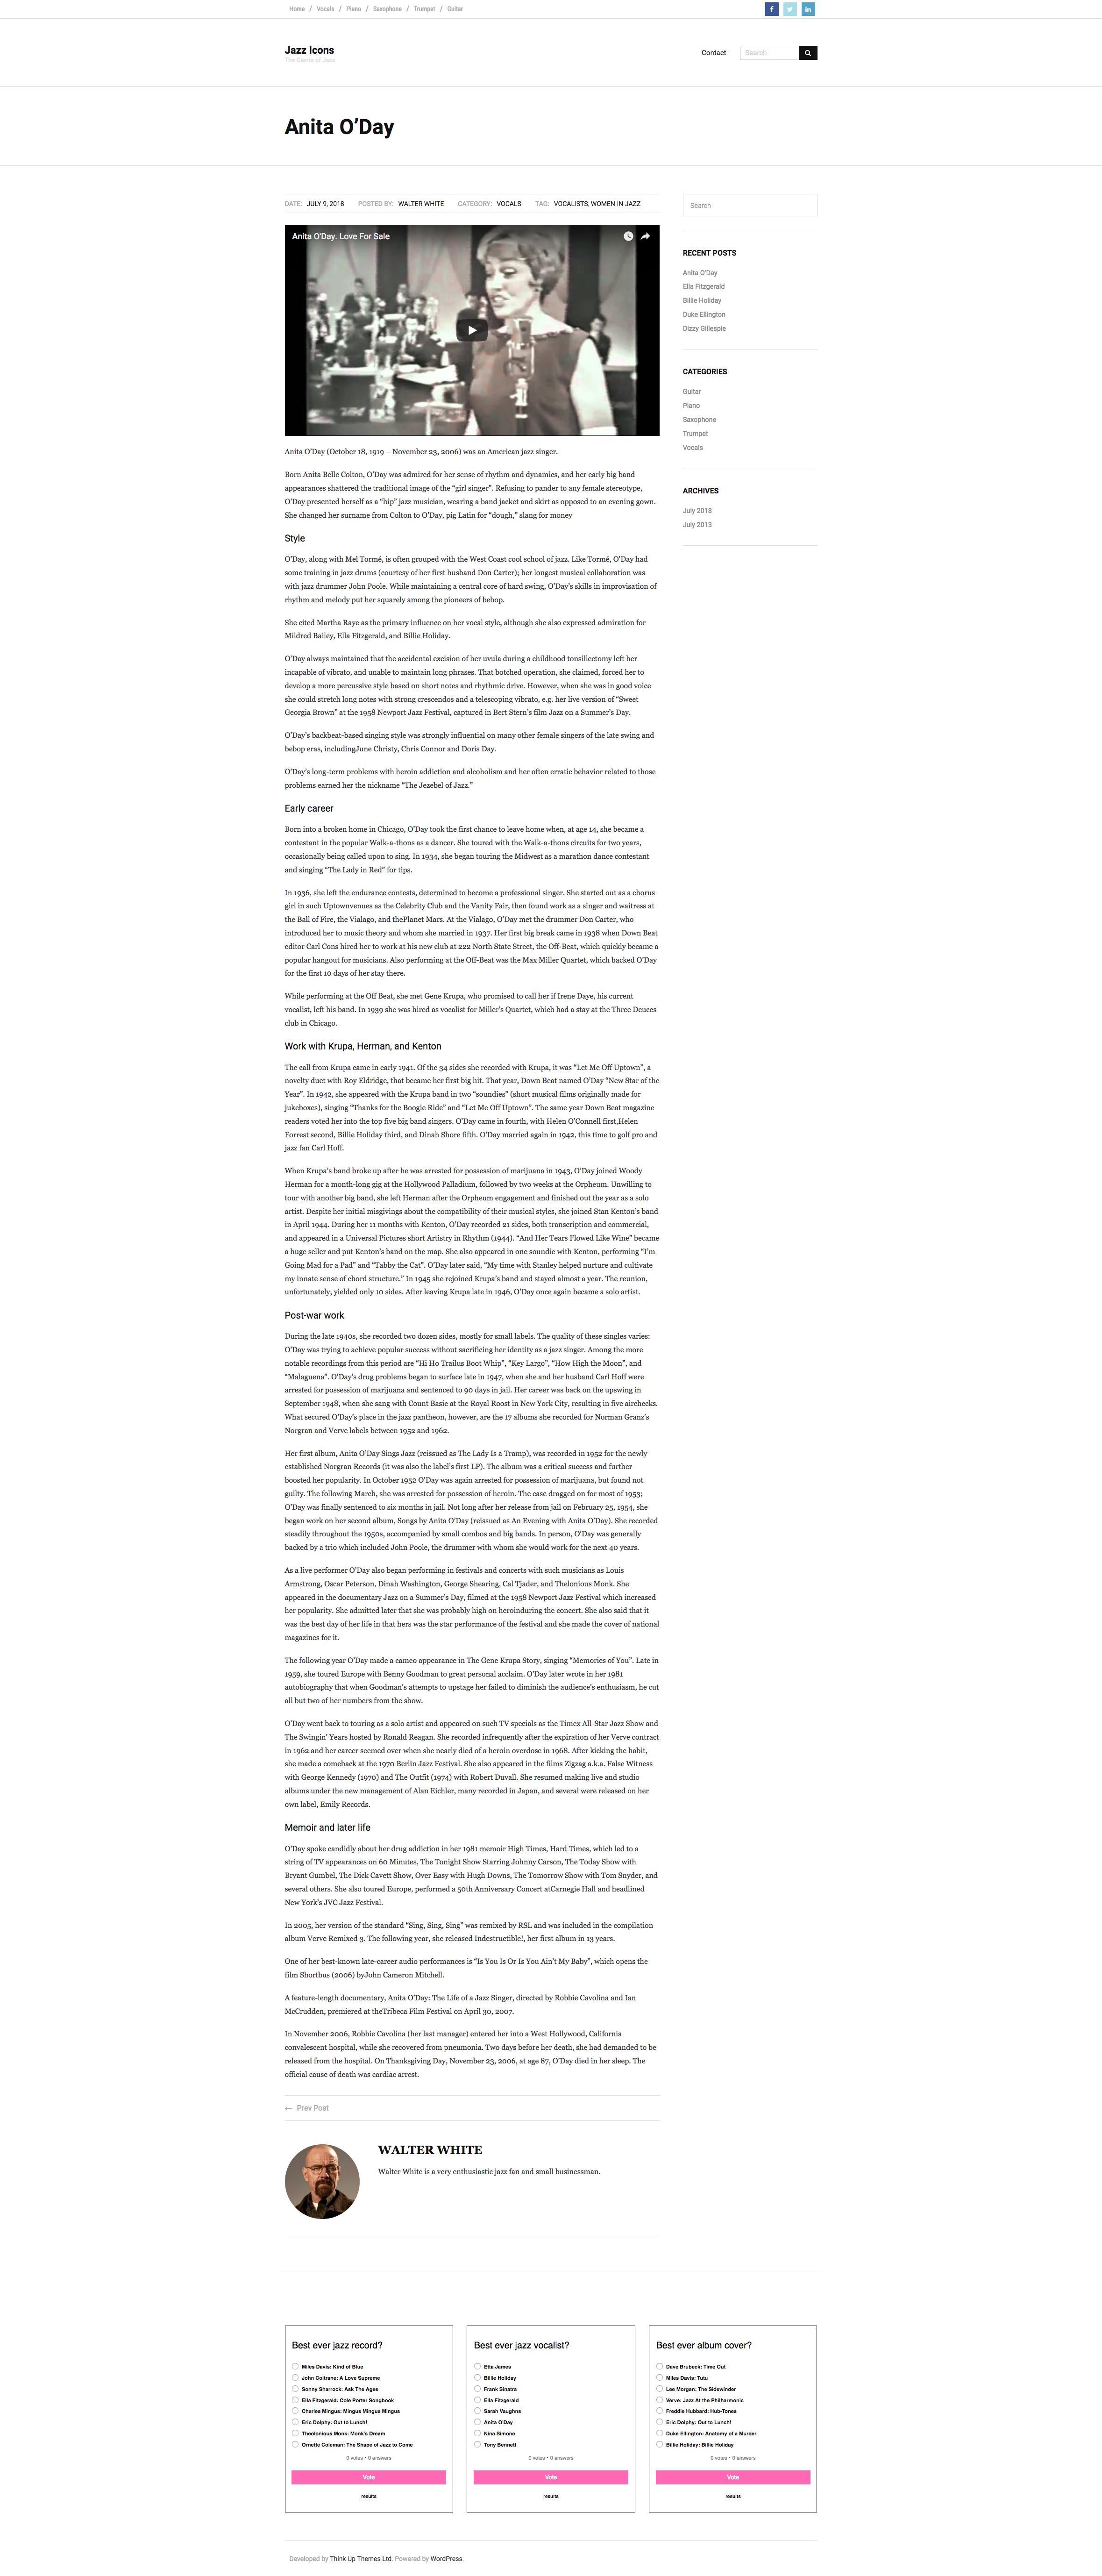 Home / Vocals / Piano / Saxophone / Trumpet / Guitar
Jazz Icons
The Giants of Jazz
Contact
Search
Anita O’Day
DATE: JULY 9, 2018 POSTED BY: WALTER WHITE CATEGORY: VOCALS TAG: VOCALISTS, WOMEN IN JAZZ
Anita O'Day. Love For Sale
Anita O’Day (October 18, 1919 – November 23, 2006) was an American jazz singer.
Born Anita Belle Colton, O’Day was admired for her sense of rhythm and dynamics, and her early big band
appearances shattered the traditional image of the “girl singer”. Refusing to pander to any female stereotype,
O’Day presented herself as a “hip” jazz musician, wearing a band jacket and skirt as opposed to an evening gown.
She changed her surname from Colton to O’Day, pig Latin for “dough,” slang for money
Style
O’Day, along with Mel Tormé, is often grouped with the West Coast cool school of jazz. Like Tormé, O’Day had
some training in jazz drums (courtesy of her first husband Don Carter); her longest musical collaboration was
with jazz drummer John Poole. While maintaining a central core of hard swing, O’Day’s skills in improvisation of
rhythm and melody put her squarely among the pioneers of bebop.
She cited Martha Raye as the primary influence on her vocal style, although she also expressed admiration for
Mildred Bailey, Ella Fitzgerald, and Billie Holiday.
O’Day always maintained that the accidental excision of her uvula during a childhood tonsillectomy left her
incapable of vibrato, and unable to maintain long phrases. That botched operation, she claimed, forced her to
develop a more percussive style based on short notes and rhythmic drive. However, when she was in good voice
she could stretch long notes with strong crescendos and a telescoping vibrato, e.g. her live version of “Sweet
Georgia Brown” at the 1958 Newport Jazz Festival, captured in Bert Stern’s film Jazz on a Summer’s Day.
O’Day’s backbeat-based singing style was strongly influential on many other female singers of the late swing and
bebop eras, includingJune Christy, Chris Connor and Doris Day.
O’Day’s long-term problems with heroin addiction and alcoholism and her often erratic behavior related to those
problems earned her the nickname “The Jezebel of Jazz.”
Early career
Born into a broken home in Chicago, O’Day took the first chance to leave home when, at age 14, she became a
contestant in the popular Walk-a-thons as a dancer. She toured with the Walk-a-thons circuits for two years,
occasionally being called upon to sing. In 1934, she began touring the Midwest as a marathon dance contestant
and singing “The Lady in Red” for tips.
In 1936, she left the endurance contests, determined to become a professional singer. She started out as a chorus
girl in such Uptownvenues as the Celebrity Club and the Vanity Fair, then found work as a singer and waitress at
the Ball of Fire, the Vialago, and thePlanet Mars. At the Vialago, O’Day met the drummer Don Carter, who
introduced her to music theory and whom she married in 1937. Her first big break came in 1938 when Down Beat
editor Carl Cons hired her to work at his new club at 222 North State Street, the Off-Beat, which quickly became a
popular hangout for musicians. Also performing at the Off-Beat was the Max Miller Quartet, which backed O’Day
for the first 10 days of her stay there.
While performing at the Off Beat, she met Gene Krupa, who promised to call her if Irene Daye, his current
vocalist, left his band. In 1939 she was hired as vocalist for Miller’s Quartet, which had a stay at the Three Deuces
club in Chicago.
Work with Krupa, Herman, and Kenton
The call from Krupa came in early 1941. Of the 34 sides she recorded with Krupa, it was “Let Me Off Uptown”, a
novelty duet with Roy Eldridge, that became her first big hit. That year, Down Beat named O’Day “New Star of the
Year”. In 1942, she appeared with the Krupa band in two “soundies” (short musical films originally made for
jukeboxes), singing “Thanks for the Boogie Ride” and “Let Me Off Uptown”. The same year Down Beat magazine
readers voted her into the top five big band singers. O’Day came in fourth, with Helen O’Connell first,Helen
Forrest second, Billie Holiday third, and Dinah Shore fifth. O’Day married again in 1942, this time to golf pro and
jazz fan Carl Hoff.
When Krupa’s band broke up after he was arrested for possession of marijuana in 1943, O’Day joined Woody
Herman for a month-long gig at the Hollywood Palladium, followed by two weeks at the Orpheum. Unwilling to
tour with another big band, she left Herman after the Orpheum engagement and finished out the year as a solo
artist. Despite her initial misgivings about the compatibility of their musical styles, she joined Stan Kenton’s band
in April 1944. During her 11 months with Kenton, O’Day recorded 21 sides, both transcription and commercial,
and appeared in a Universal Pictures short Artistry in Rhythm (1944). “And Her Tears Flowed Like Wine” became
a huge seller and put Kenton’s band on the map. She also appeared in one soundie with Kenton, performing “I’m
Going Mad for a Pad” and “Tabby the Cat”. O’Day later said, “My time with Stanley helped nurture and cultivate
my innate sense of chord structure.” In 1945 she rejoined Krupa’s band and stayed almost a year. The reunion,
unfortunately, yielded only 10 sides. After leaving Krupa late in 1946, O’Day once again became a solo artist.
Post-war work
During the late 1940s, she recorded two dozen sides, mostly for small labels. The quality of these singles varies:
O’Day was trying to achieve popular success without sacrificing her identity as a jazz singer. Among the more
notable recordings from this period are “Hi Ho Trailus Boot Whip”, “Key Largo”, “How High the Moon”, and
“Malaguena”. O’Day’s drug problems began to surface late in 1947, when she and her husband Carl Hoff were
arrested for possession of marijuana and sentenced to 90 days in jail. Her career was back on the upswing in
September 1948, when she sang with Count Basie at the Royal Roost in New York City, resulting in five airchecks.
What secured O’Day’s place in the jazz pantheon, however, are the 17 albums she recorded for Norman Granz’s
Norgran and Verve labels between 1952 and 1962.
Her first album, Anita O’Day Sings Jazz (reissued as The Lady Is a Tramp), was recorded in 1952 for the newly
established Norgran Records (it was also the label’s first LP). The album was a critical success and further
boosted her popularity. In October 1952 O’Day was again arrested for possession of marijuana, but found not
guilty. The following March, she was arrested for possession of heroin. The case dragged on for most of 1953;
O’Day was finally sentenced to six months in jail. Not long after her release from jail on February 25, 1954, she
began work on her second album, Songs by Anita O’Day (reissued as An Evening with Anita O’Day). She recorded
steadily throughout the 1950s, accompanied by small combos and big bands. In person, O’Day was generally
backed by a trio which included John Poole, the drummer with whom she would work for the next 40 years.
As a live performer O’Day also began performing in festivals and concerts with such musicians as Louis
Armstrong, Oscar Peterson, Dinah Washington, George Shearing, Cal Tjader, and Thelonious Monk. She
appeared in the documentary Jazz on a Summer’s Day, filmed at the 1958 Newport Jazz Festival which increased
her popularity. She admitted later that she was probably high on heroinduring the concert. She also said that it
was the best day of her life in that hers was the star performance of the festival and she made the cover of national
magazines for it.
The following year O’Day made a cameo appearance in The Gene Krupa Story, singing “Memories of You”. Late in
1959, she toured Europe with Benny Goodman to great personal acclaim. O’Day later wrote in her 1981
autobiography that when Goodman’s attempts to upstage her failed to diminish the audience’s enthusiasm, he cut
all but two of her numbers from the show.
O’Day went back to touring as a solo artist and appeared on such TV specials as the Timex All-Star Jazz Show and
The Swingin’ Years hosted by Ronald Reagan. She recorded infrequently after the expiration of her Verve contract
in 1962 and her career seemed over when she nearly died of a heroin overdose in 1968. After kicking the habit,
she made a comeback at the 1970 Berlin Jazz Festival. She also appeared in the films Zigzag a.k.a. False Witness
with George Kennedy (1970) and The Outfit (1974) with Robert Duvall. She resumed making live and studio
albums under the new management of Alan Eichler, many recorded in Japan, and several were released on her
own label, Emily Records.
Memoir and later life
O’Day spoke candidly about her drug addiction in her 1981 memoir High Times, Hard Times, which led to a
string of TV appearances on 60 Minutes, The Tonight Show Starring Johnny Carson, The Today Show with
Bryant Gumbel, The Dick Cavett Show, Over Easy with Hugh Downs, The Tomorrow Show with Tom Snyder, and
several others. She also toured Europe, performed a 50th Anniversary Concert atCarnegie Hall and headlined
New York’s JVC Jazz Festival.
In 2005, her version of the standard “Sing, Sing, Sing” was remixed by RSL and was included in the compilation
album Verve Remixed 3. The following year, she released Indestructible!, her first album in 13 years.
One of her best-known late-career audio performances is “Is You Is Or Is You Ain’t My Baby”, which opens the
film Shortbus (2006) byJohn Cameron Mitchell.
A feature-length documentary, Anita O’Day: The Life of a Jazz Singer, directed by Robbie Cavolina and Ian
McCrudden, premiered at theTribeca Film Festival on April 30, 2007.
In November 2006, Robbie Cavolina (her last manager) entered her into a West Hollywood, California
convalescent hospital, while she recovered from pneumonia. Two days before her death, she had demanded to be
released from the hospital. On Thanksgiving Day, November 23, 2006, at age 87, O’Day died in her sleep. The
official cause of death was cardiac arrest.
← Prev Post
WALTER WHITE
Walter White is a very enthusiastic jazz fan and small businessman.
Search
RECENT POSTS
Anita O’Day
Ella Fitzgerald
Billie Holiday
Duke Ellington
Dizzy Gillespie
CATEGORIES
Guitar
Piano
Saxophone
Trumpet
Vocals
ARCHIVES
July 2018
July 2013
Best ever jazz record?
Miles Davis: Kind of Blue
John Coltrane: A Love Supreme
Sonny Sharrock: Ask The Ages
Ella Fitzgerald: Cole Porter Songbook
Charles Mingus: Mingus Mingus Mingus
Eric Dolphy: Out to Lunch!
Theolonious Monk: Monk's Dream
Ornette Coleman: The Shape of Jazz to Come
0 votes • 0 answers
Vote
results
Best ever jazz vocalist?
Etta James
Billie Holiday
Frank Sinatra
Ella Fitzgerald
Sarah Vaughns
Anita O'Day
Nina Simone
Tony Bennett
0 votes • 0 answers
Vote
results
Best ever album cover?
Dave Brubeck: Time Out
Miles Davis: Tutu
Lee Morgan: The Sidewinder
Verve: Jazz At the Philharmonic
Freddie Hubbard: Hub-Tones
Eric Dolphy: Out to Lunch!
Duke Ellington: Anatomy of a Murder
Billie Holiday: Billie Holiday
0 votes • 0 answers
Vote
results
Developed by Think Up Themes Ltd. Powered by WordPress.